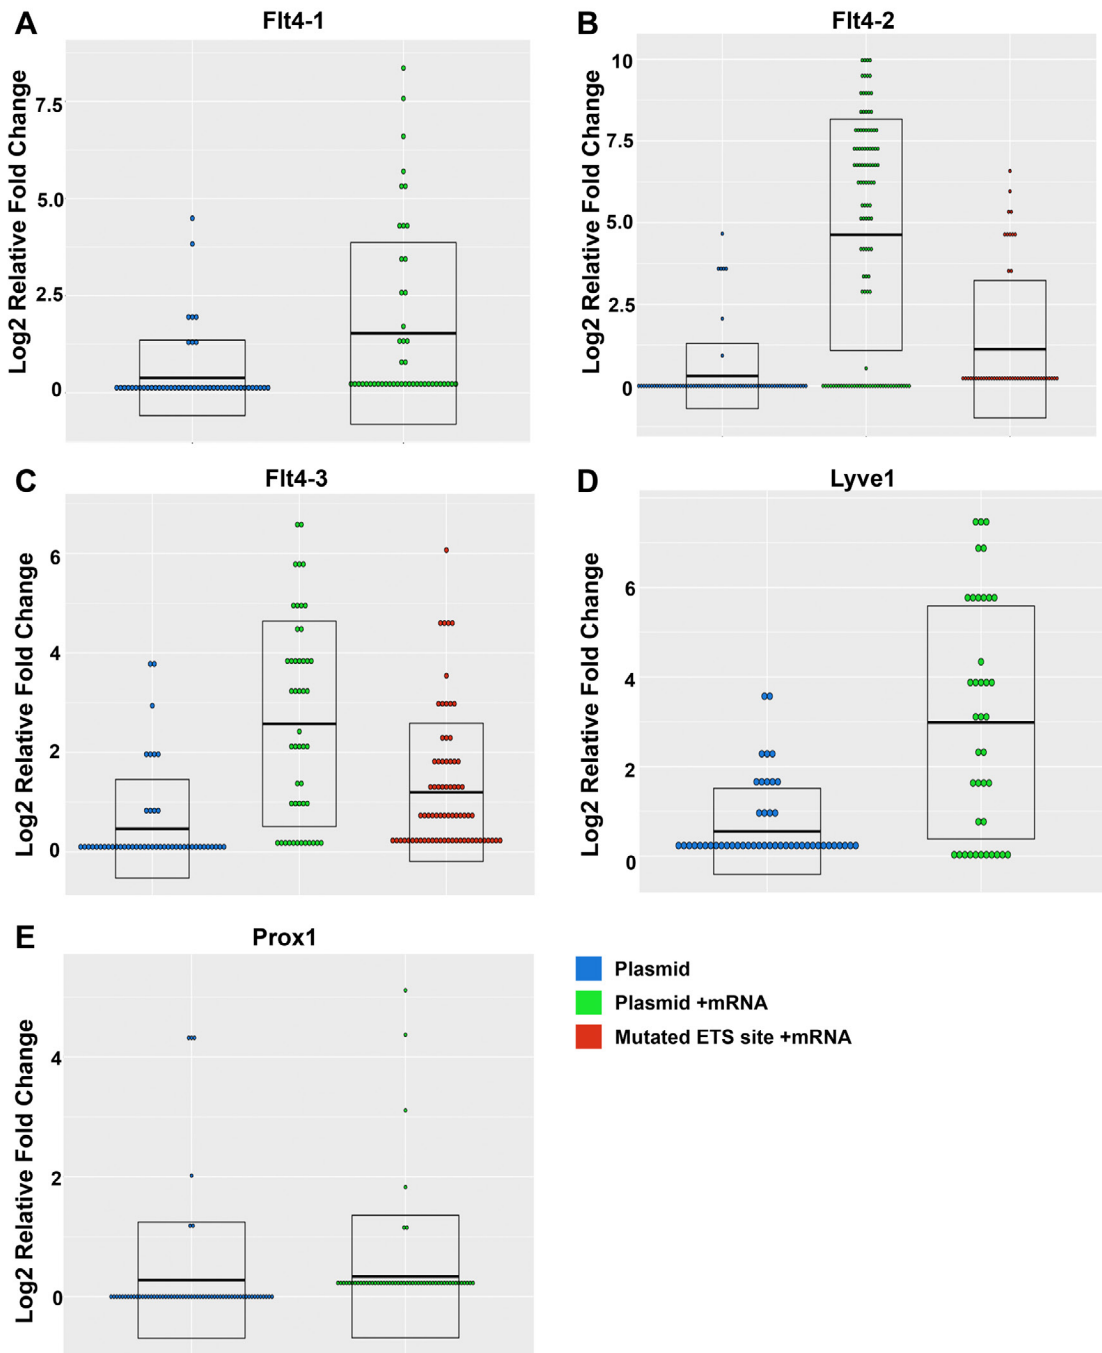 A
Flt4-1
Log2 Relative Fold Change
7.5
5.0
2.5
0
B
Flt4-2
Log2 Relative Fold Change
10
7.5
5.0
2.5
0
C
Flt4-3
Log2 Relative Fold Change
6
4
2
0
D
Lyve1
Log2 Relative Fold Change
6
4
2
0
E
Prox1
Log2 Relative Fold Change
4
2
0
Plasmid
Plasmid +mRNA
Mutated ETS site +mRNA